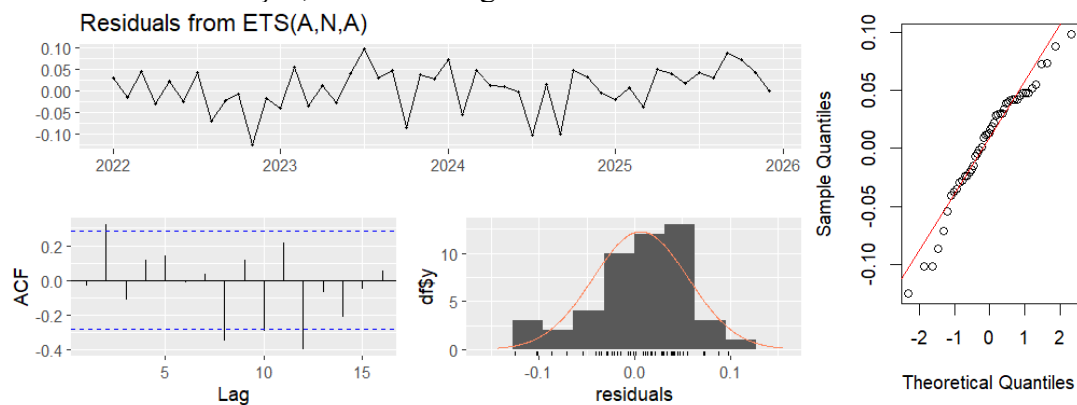 Residuals from ETS(A,N,A)
0.10
0.05
0.00
-0.05
-0.10
2022 2023 2024 2025 2026
ACF
0.2
0.0
-0.2
-0.4
5 10 15
Lag
df$y
10
5
0
-0.1 0.0 0.1
residuals
Sample Quantiles
0.10
0.05
0.00
-0.05
-0.10
-2 -1 0 1 2
Theoretical Quantiles